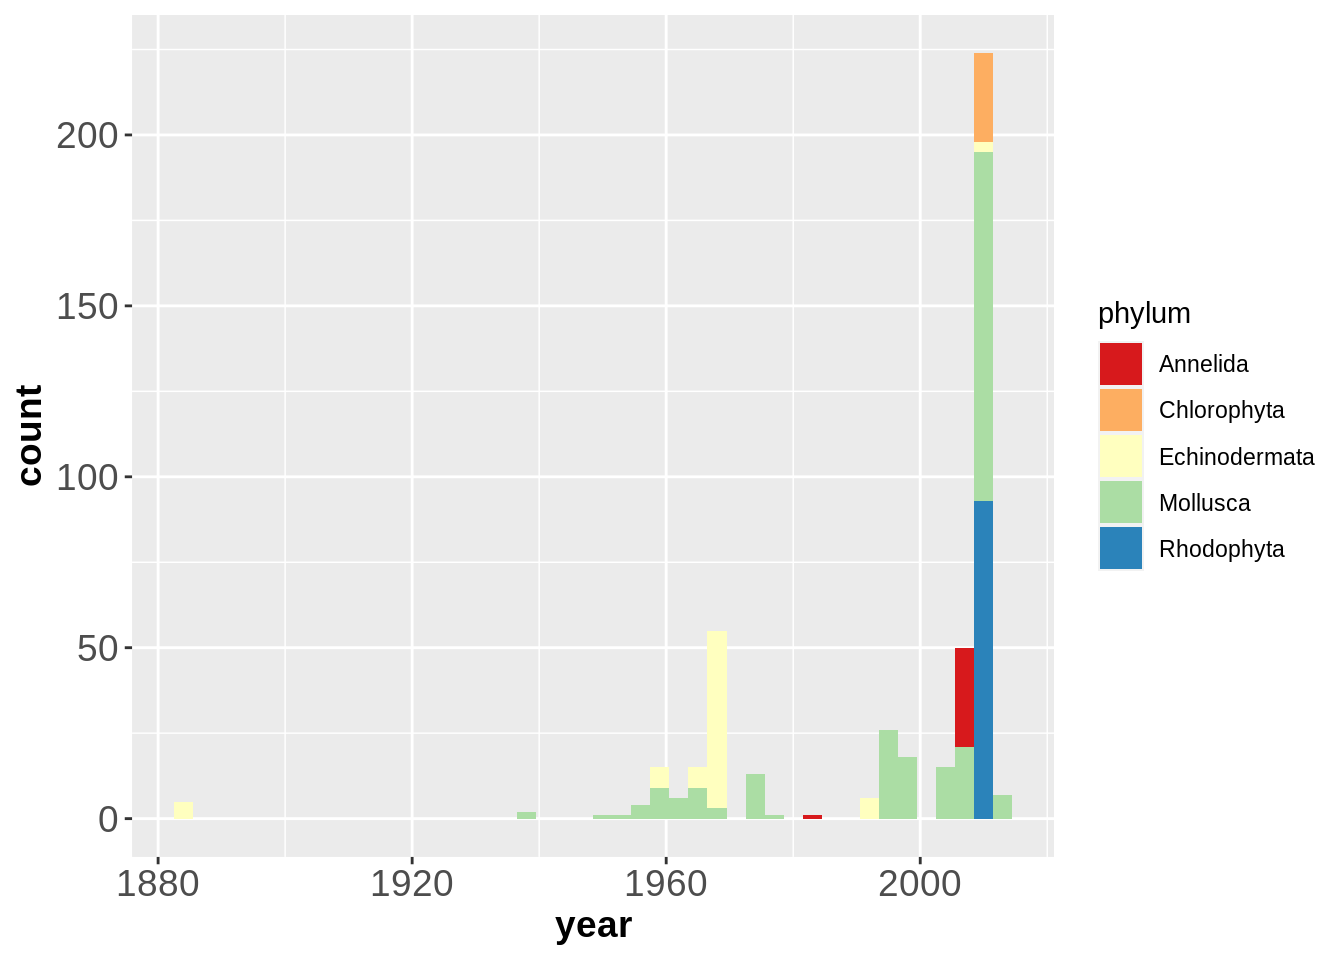 200
150
100
50
0
count
1880
1920
1960
2000
year
phylum
Annelida
Chlorophyta
Echinodermata
Mollusca
Rhodophyta